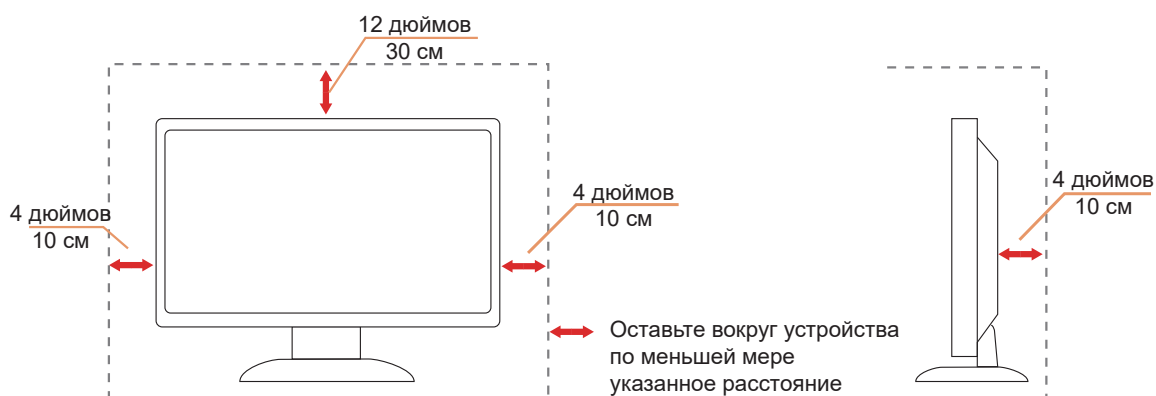 12 дюймов
30 см
4 дюймов
10 см
4 дюймов
10 см
4 дюймов
10 см
Оставьте вокруг устройства
по меньшей мере
указанное расстояние